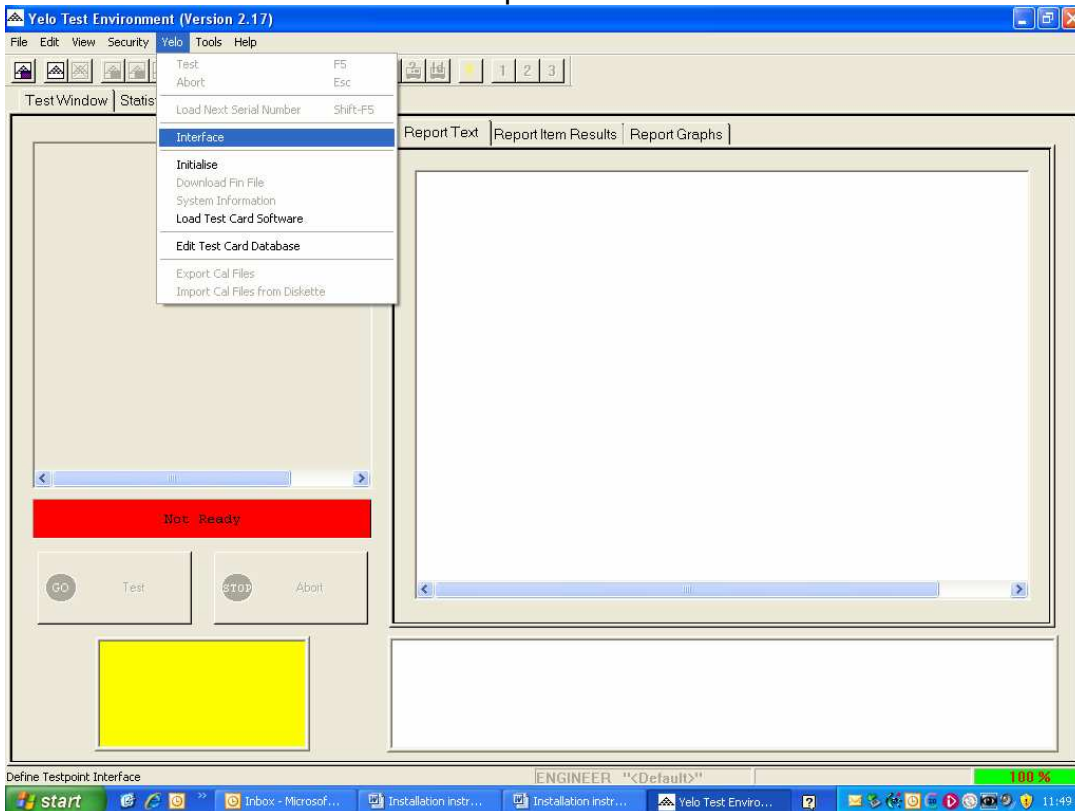 Yelo Test Environment (Version 2.17)
File Edit View Security Yelo Tools Help
1 2 3
Test Window Statis
Test F5
Abort Esc
Load Next Serial Number Shift-F5
Interface
Initialise
Download Fin File
System Information
Load Test Card Software
Edit Test Card Database
Export Cal Files
Import Cal Files from Diskette
Report Text Report Item Results Report Graphs
Not Ready
GO Test STOP Abort
Define Testpoint Interface ENGINEER "<Default>" 100 %
start Inbox - Microsof... Installation instr... Installation instr... Yelo Test Enviro... 11:49